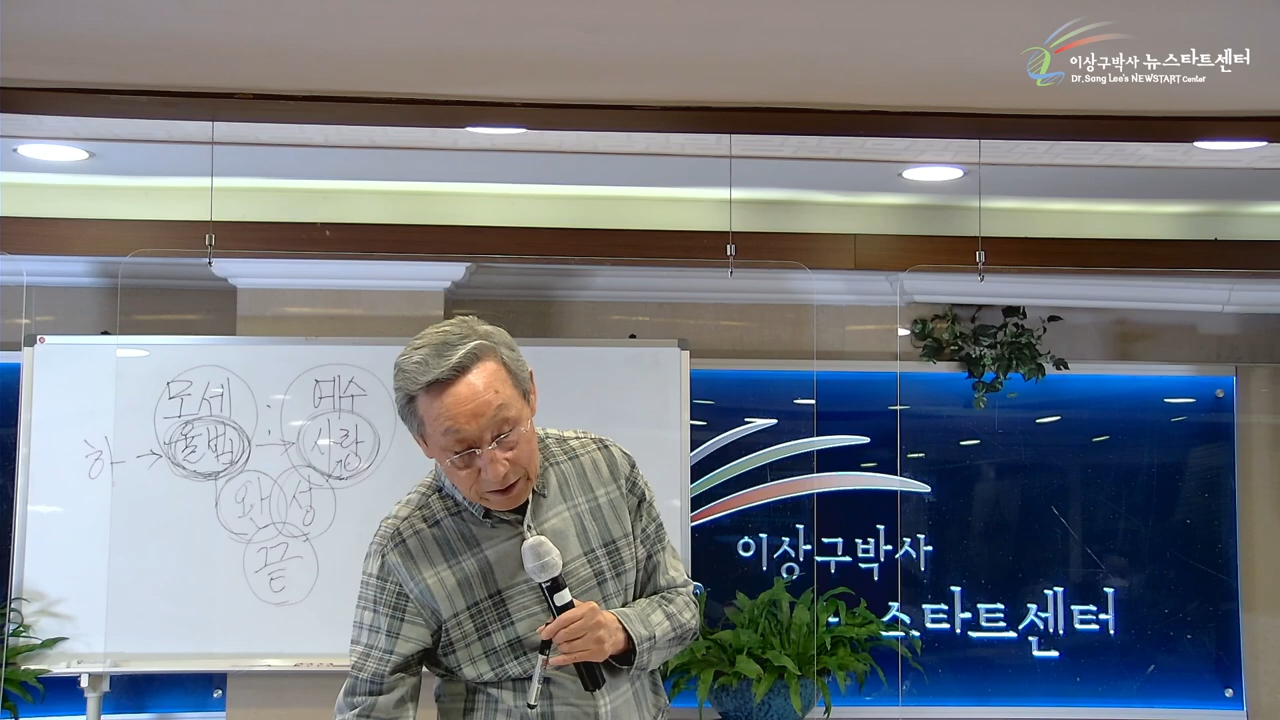 이상구박사 뉴스타트센터
Dr. Sang Lee's NEWSTART Center
모세 : 예수
하 → 율법 → 사랑
완성
끝
이상구박사
스타트센터